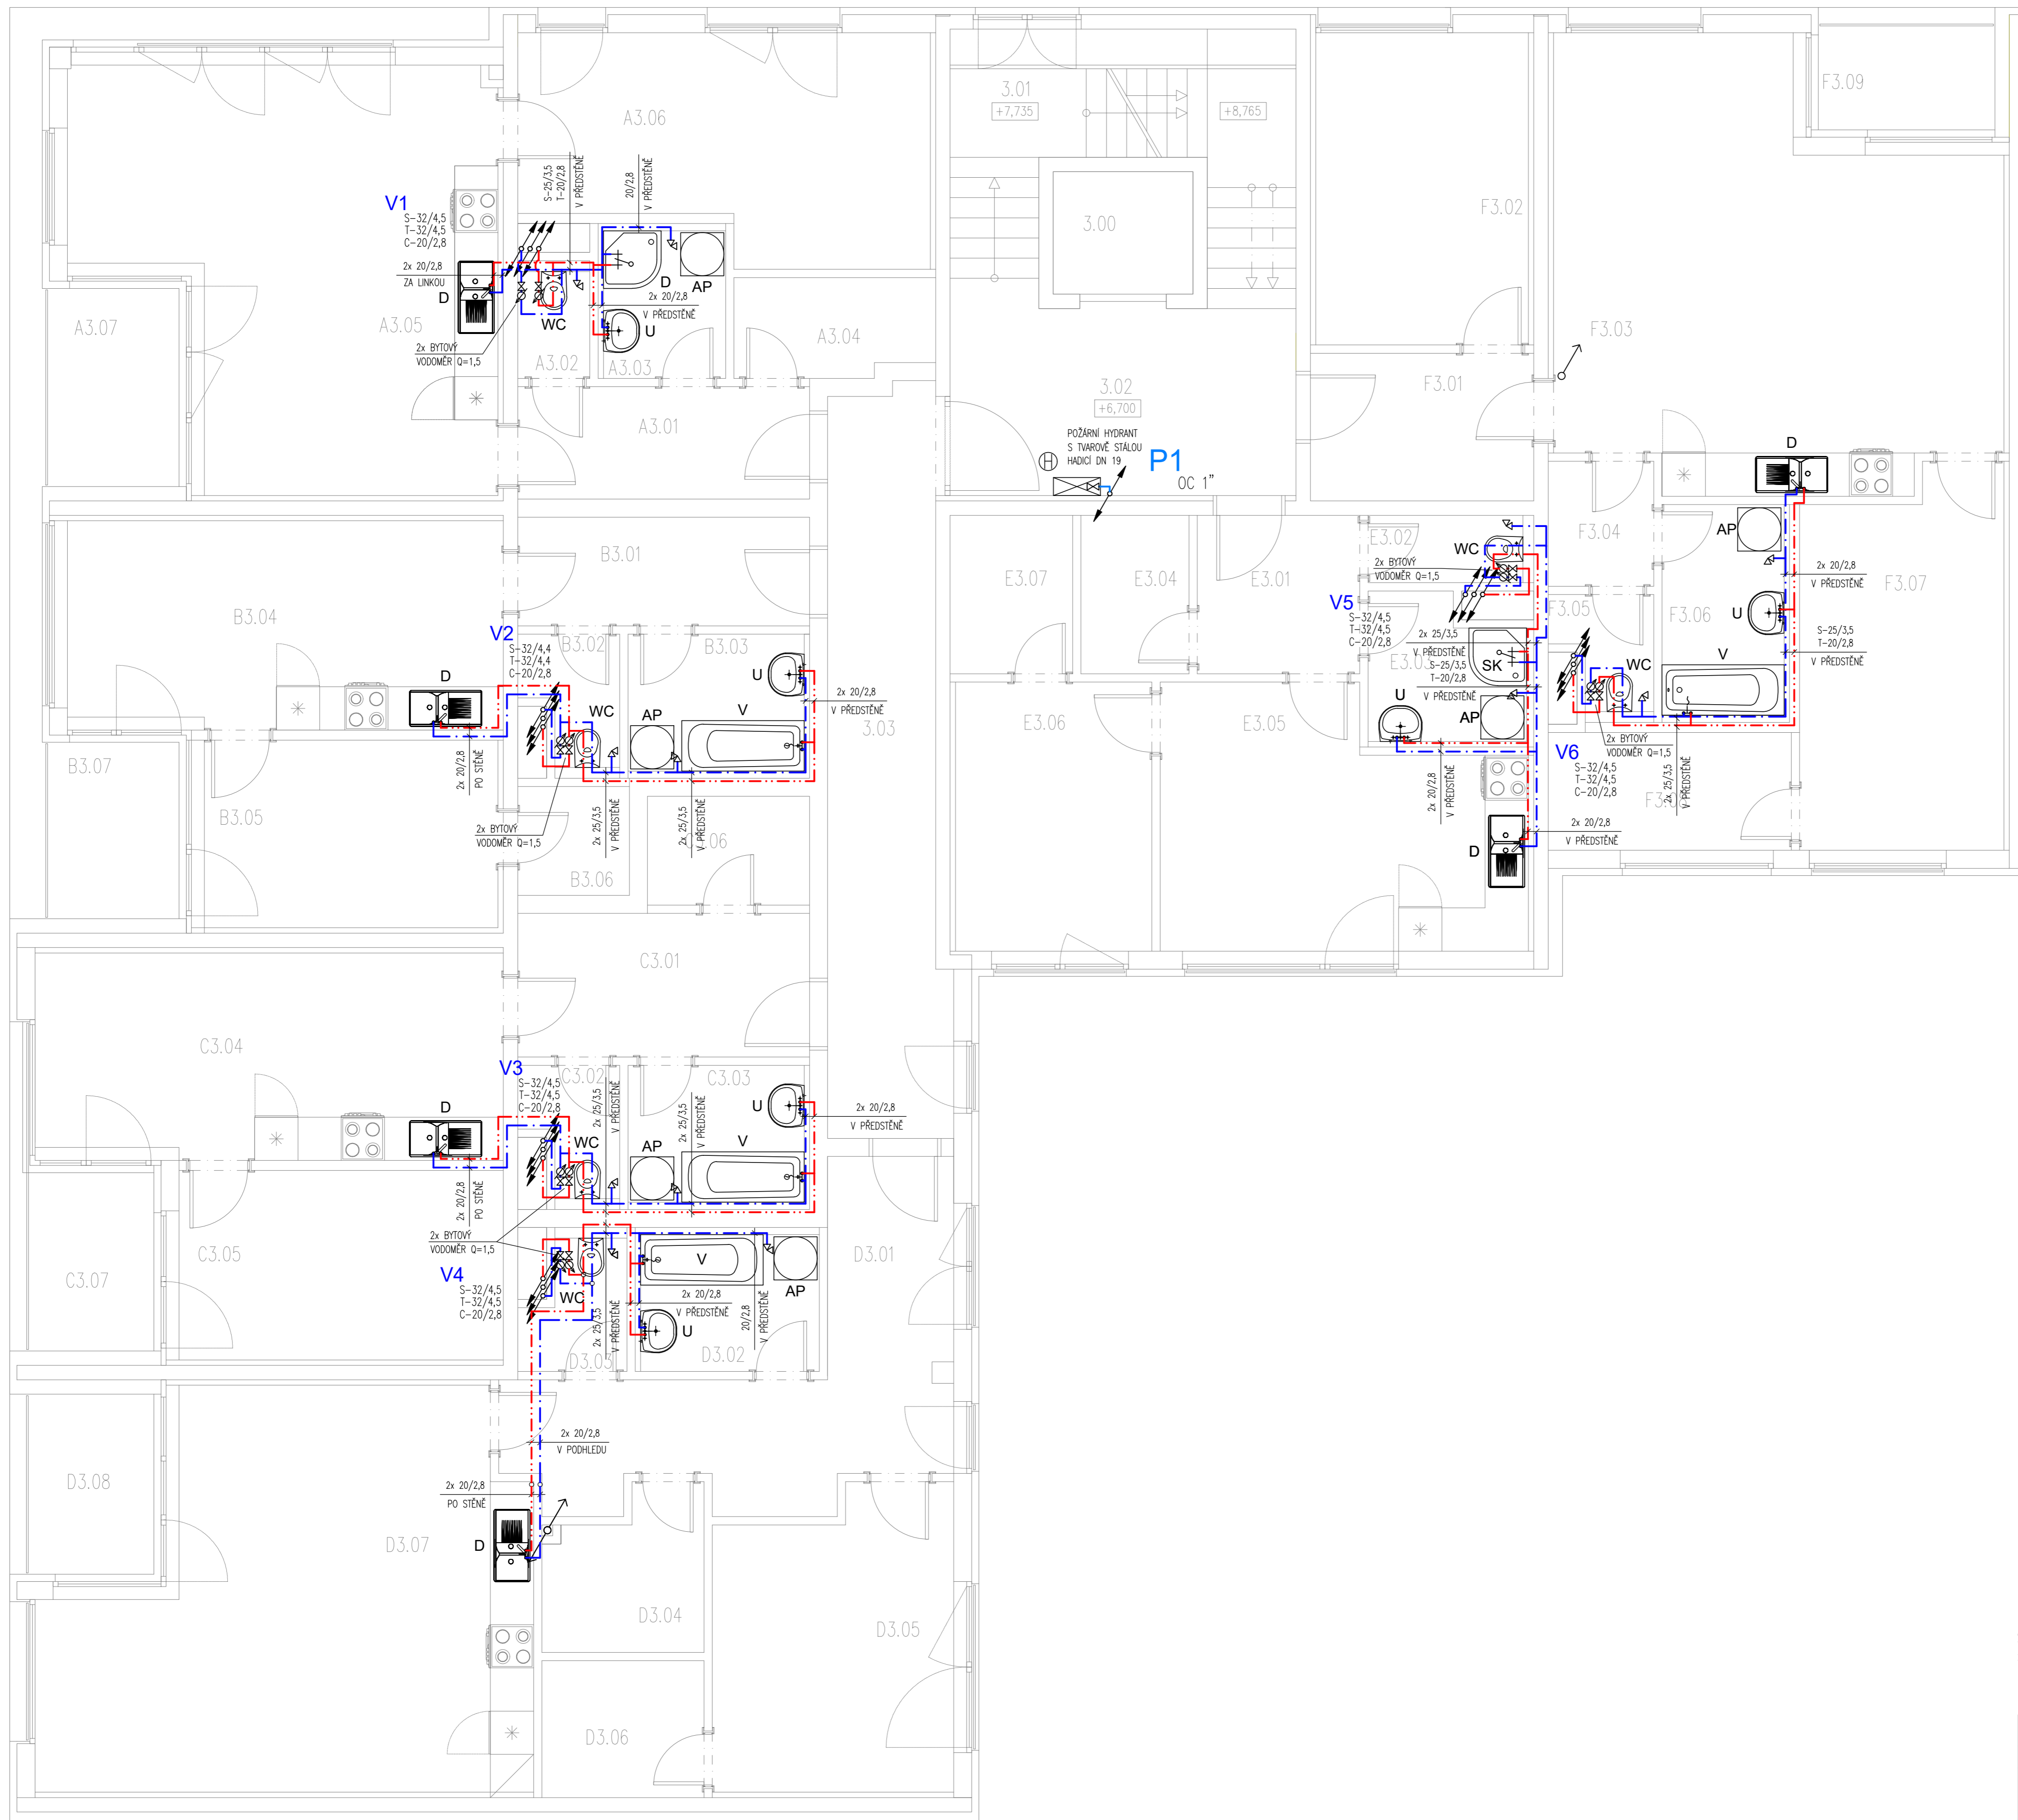 A3.06
3.01
+7,735
+8,765
F3.09
S-25/3,5
T-20/2,8
V PŘEDSTĚNĚ
20/2,8
V PŘEDSTĚNĚ
V1
S-32/4,5
T-32/4,5
C-20/2,8
2x 20/2,8
ZA LINKOU
D
A3.07
A3.05
2x BYTOVÝ
VODOMĚR Q=1,5
WC
D
AP
2x 20/2,8
V PŘEDSTĚNĚ
U
A3.02
A3.03
A3.04
A3.01
3.00
F3.02
F3.03
F3.01
3.02
+6,700
POŽÁRNÍ HYDRANT
S TVAROVĚ STÁLOU
HADICÍ DN 19
H
P1
OC 1"
D
B3.01
B3.04
V2
S-32/4,4
T-32/4,4
C-20/2,8
B3.02
B3.03
D
U
WC
AP
V
2x 20/2,8
V PŘEDSTĚNĚ
3.03
2x 20/2,8
PO STĚNĚ
B3.07
B3.05
2x BYTOVÝ
VODOMĚR Q=1,5
2x 25/3,5
V PŘEDSTĚNĚ
2x 25/3,5
V PŘEDSTĚNĚ
B3.06
E3.07
E3.04
E3.01
E3.02
WC
2x BYTOVÝ
VODOMĚR Q=1,5
V5
S-32/4,5
T-32/4,5
C-20/2,8
2x 25/3,5
V PŘEDSTĚNĚ
S-25/3,5
T-20/2,8
V PŘEDSTĚNĚ
SK
U
AP
E3.06
E3.05
2x 20/2,8
V PŘEDSTĚNĚ
D
2x 20/2,8
V PŘEDSTĚNĚ
F3.04
AP
2x 20/2,8
V PŘEDSTĚNĚ
F3.07
F3.05
F3.06
U
S-25/3,5
T-20/2,8
V PŘEDSTĚNĚ
WC
V
2x BYTOVÝ
VODOMĚR Q=1,5
V6
S-32/4,5
T-32/4,5
C-20/2,8
2x 25/3,5
V PŘEDSTĚNĚ
C3.01
C3.04
V3
S-32/4,5
T-32/4,5
C-20/2,8
C3.02
C3.03
2x 25/3,5
V PŘEDSTĚNĚ
2x 25/3,5
V PŘEDSTĚNĚ
D
U
2x 20/2,8
V PŘEDSTĚNĚ
WC
AP
V
2x 20/2,8
PO STĚNĚ
C3.05
C3.07
2x BYTOVÝ
VODOMĚR Q=1,5
V4
S-32/4,5
T-32/4,5
C-20/2,8
WC
V
AP
2x 20/2,8
V PŘEDSTĚNĚ
U
2x 25/3,5
V PŘEDSTĚNĚ
20/2,8
V PŘEDSTĚNĚ
D3.01
D3.03
D3.02
2x 20/2,8
V PODHLEDU
2x 20/2,8
PO STĚNĚ
D3.08
D3.07
D
D3.04
D3.05
D3.06